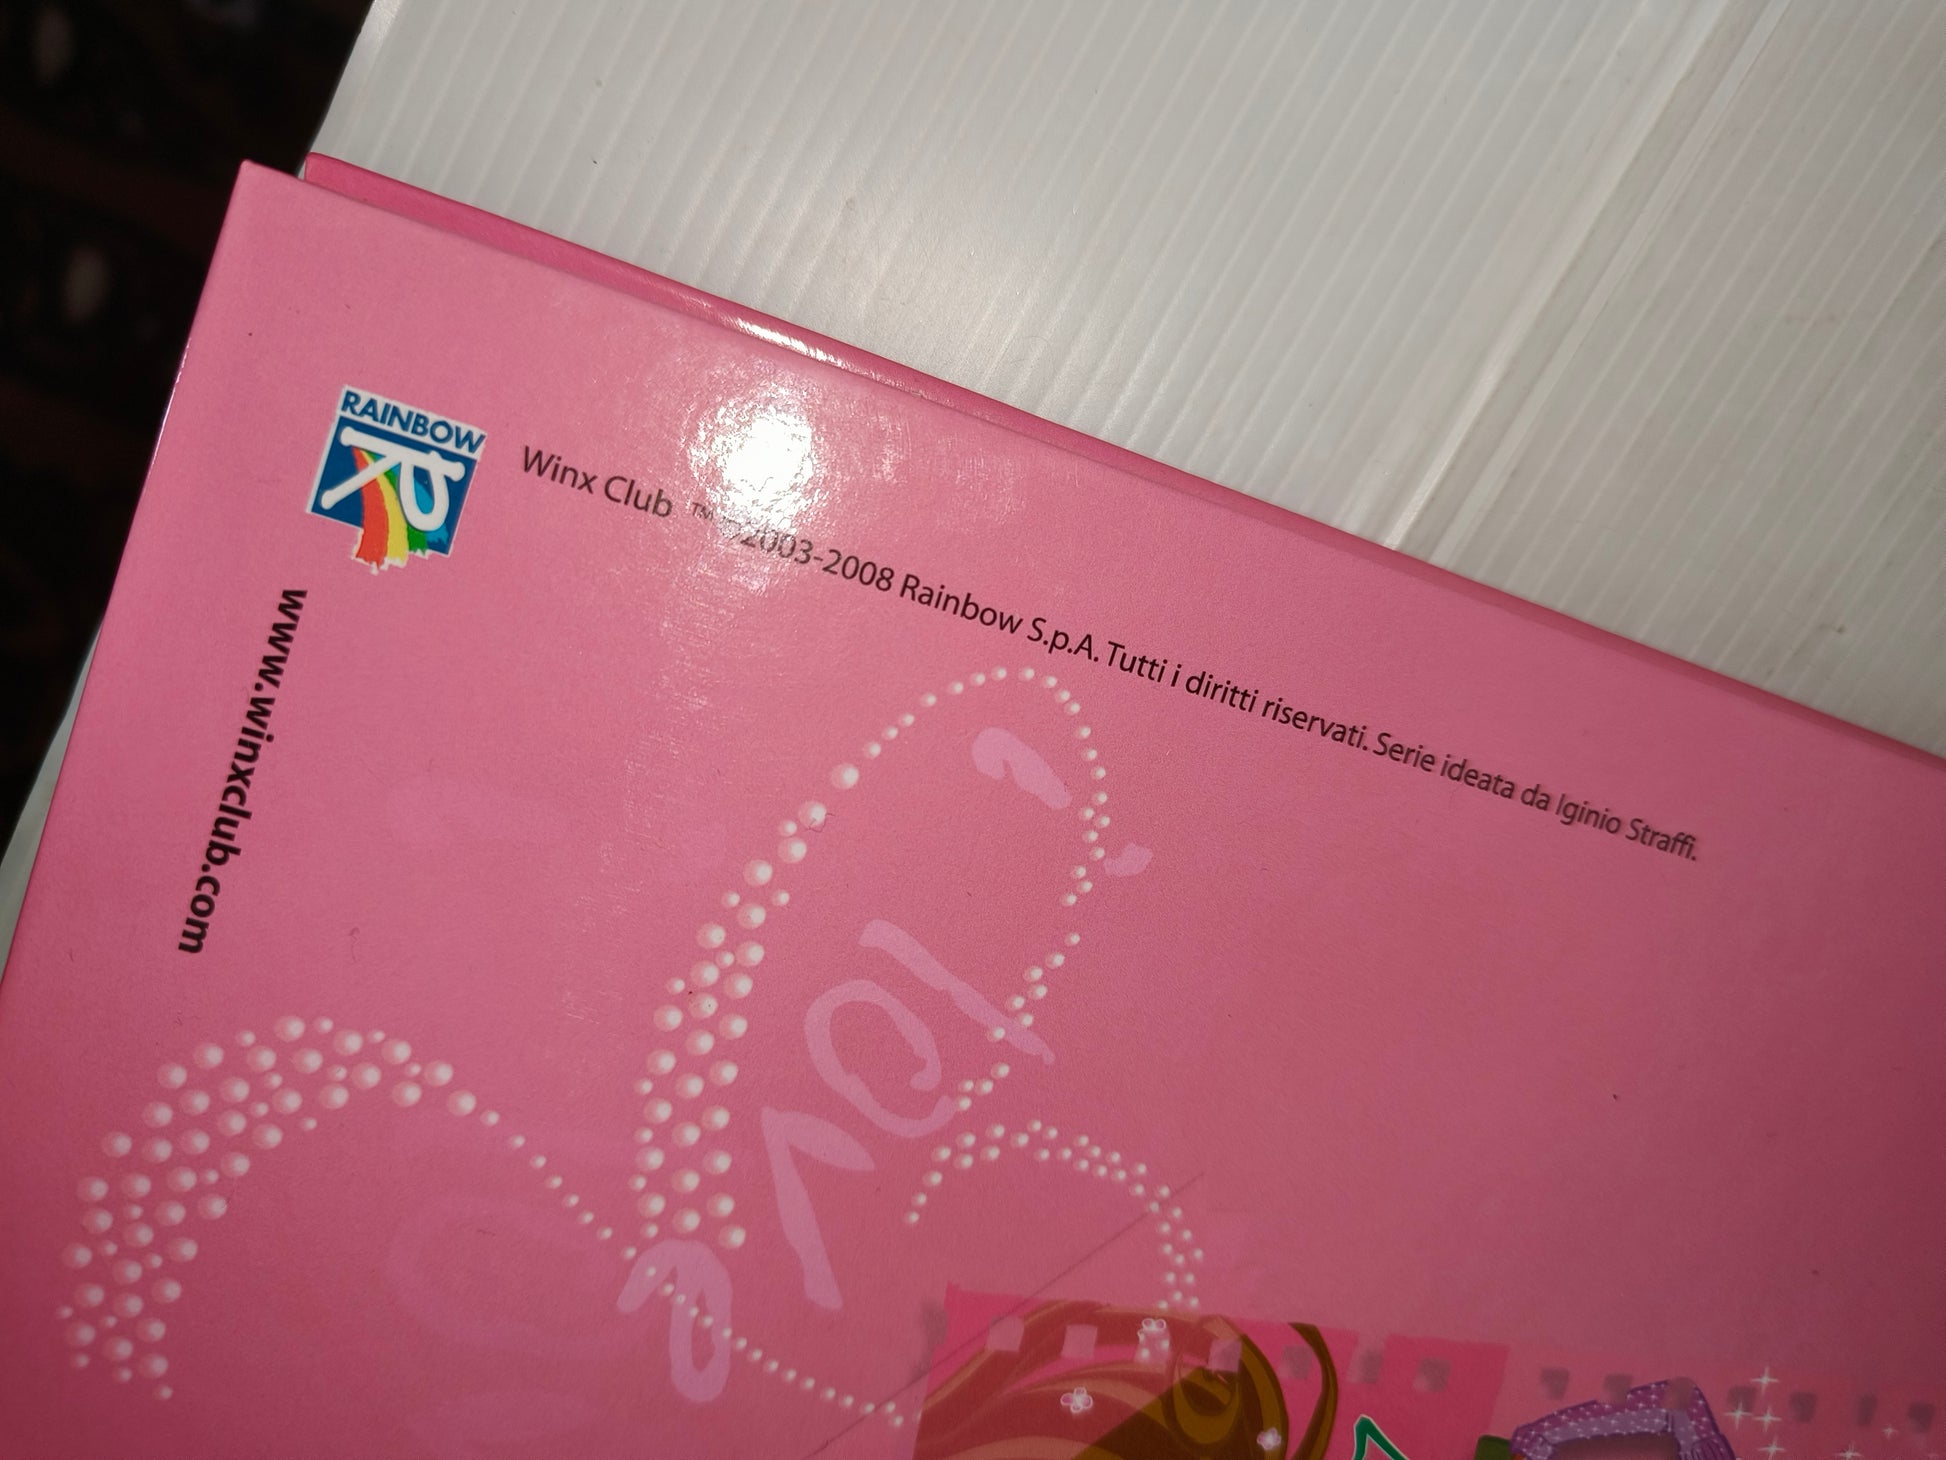 RAINBOW
R
Winx Club ™ ©2003-2008 Rainbow S.p.A. Tutti i diritti riservati. Serie ideata da Iginio Straffi.
www.winxclub.com
love